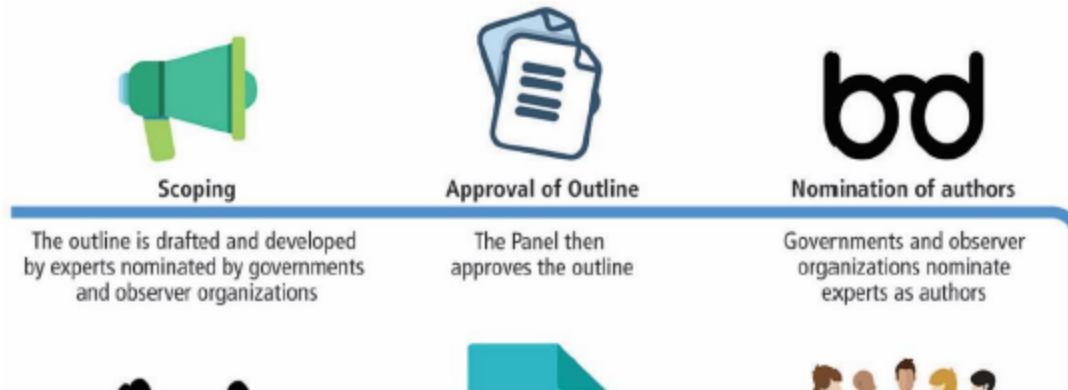 Scoping
Approval of Outline
Nomination of authors
The outline is drafted and developed
by experts nominated by governments
and observer organizations
The Panel then
approves the outline
Governments and observer
organizations nominate
experts as authors